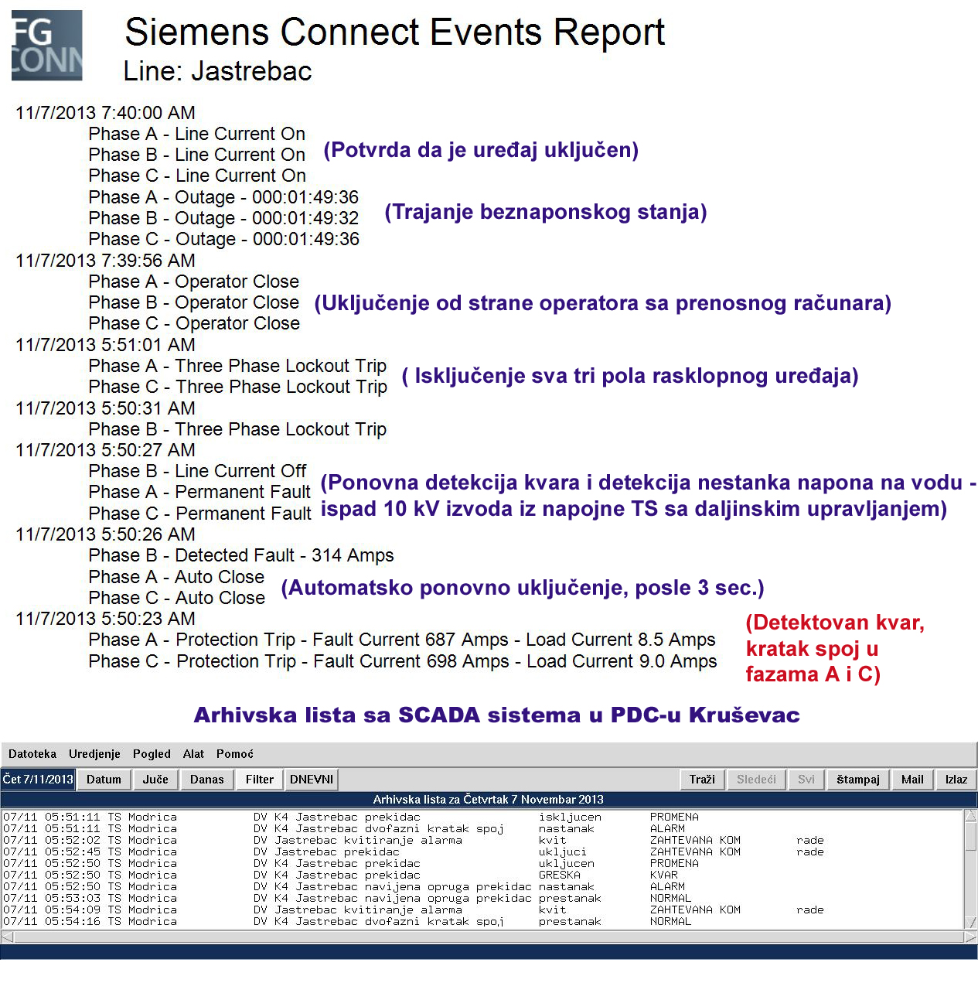 FG
CONN
Siemens Connect Events Report
Line: Jastrebac
11/7/2013 7:40:00 AM
Phase A - Line Current On
Phase B - Line Current On
Phase C - Line Current On
(Potvrda da je uređaj uključen)
Phase A - Outage - 000:01:49:36
Phase B - Outage - 000:01:49:32
Phase C - Outage - 000:01:49:36
(Trajanje beznaponskog stanja)
11/7/2013 7:39:56 AM
Phase A - Operator Close
Phase B - Operator Close
Phase C - Operator Close
(Uključenje od strane operatora sa prenosnog računara)
11/7/2013 5:51:01 AM
Phase A - Three Phase Lockout Trip
Phase C - Three Phase Lockout Trip
( Isključenje sva tri pola rasklopnog uređaja)
11/7/2013 5:50:31 AM
Phase B - Three Phase Lockout Trip
11/7/2013 5:50:27 AM
Phase B - Line Current Off
Phase A - Permanent Fault
Phase C - Permanent Fault
(Ponovna detekcija kvara i detekcija nestanka napona na vodu -
ispad 10 kV izvoda iz napojne TS sa daljinskim upravljanjem)
11/7/2013 5:50:26 AM
Phase B - Detected Fault - 314 Amps
Phase A - Auto Close
Phase C - Auto Close
(Automatsko ponovno uključenje, posle 3 sec.)
11/7/2013 5:50:23 AM
Phase A - Protection Trip - Fault Current 687 Amps - Load Current 8.5 Amps
Phase C - Protection Trip - Fault Current 698 Amps - Load Current 9.0 Amps
(Detektovan kvar,
kratak spoj u
fazama A i C)
Arhivska lista sa SCADA sistema u PDC-u Kruševac
Datoteka Uredjenje Pogled Alat Pomoć
Čet 7/11/2013 Datum Juče Danas Filter DNEVNI Traži Sledeći Svi štampaj Mail Izlaz
Arhivska lista za Četvrtak 7 Novembar 2013
07/11 05:51:11 TS Modrica DV K4 Jastrebac prekidac iskljucen PROMENA
07/11 05:51:11 TS Modrica DV K4 Jastrebac dvofazni kratak spoj nastanak ALARM
07/11 05:52:02 TS Modrica DV Jastrebac kvitiranje alarma kvit ZAHTEVANA KOM rade
07/11 05:52:45 TS Modrica DV Jastrebac prekidac ukljuci ZAHTEVANA KOM rade
07/11 05:52:50 TS Modrica DV K4 Jastrebac prekidac ukljucen PROMENA
07/11 05:52:50 TS Modrica DV K4 Jastrebac prekidac GRESKA KVAR
07/11 05:52:50 TS Modrica DV K4 Jastrebac navijena opruga prekidac nastanak ALARM
07/11 05:53:03 TS Modrica DV K4 Jastrebac navijena opruga prekidac prestanak NORMAL
07/11 05:54:09 TS Modrica DV Jastrebac kvitiranje alarma kvit ZAHTEVANA KOM rade
07/11 05:54:16 TS Modrica DV K4 Jastrebac dvofazni kratak spoj prestanak NORMAL